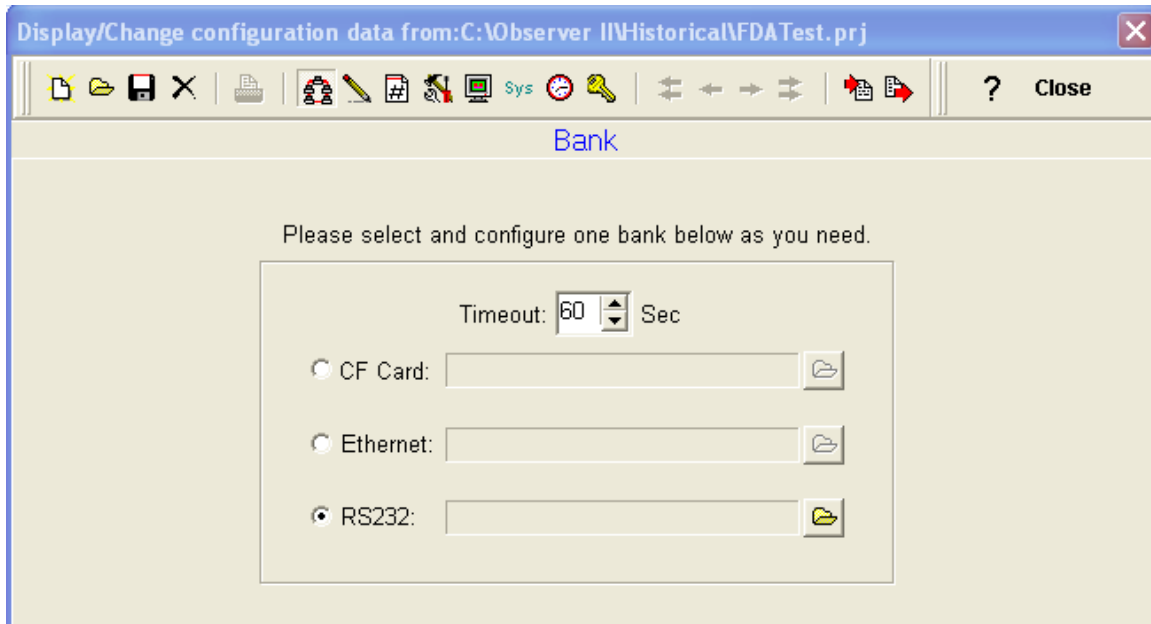 Display/Change configuration data from:C:\Observer II\Historical\FDATest.prj
Sys ? Close
Bank
Please select and configure one bank below as you need.
Timeout: 60 Sec
CF Card:
Ethernet:
RS232: